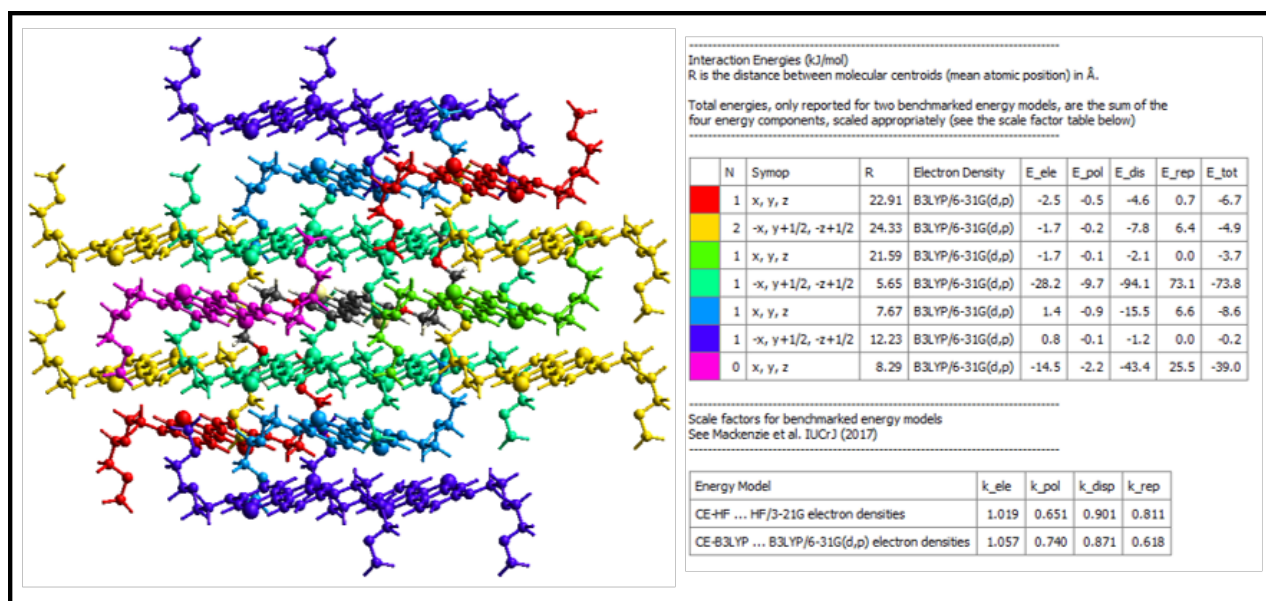 Interaction Energies (kJ/mol)
R is the distance between molecular centroids (mean atomic position) in Å.
Total energies, only reported for two benchmarked energy models, are the sum of the
four energy components, scaled appropriately (see the scale factor table below)
N Symop R Electron Density E_ele E_pol E_dis E_rep E_tot
1 x, y, z 22.91 B3LYP/6-31G(d,p) -2.5 -0.5 -4.6 0.7 -6.7
2 -x, y+1/2, -z+1/2 24.33 B3LYP/6-31G(d,p) -1.7 -0.2 -7.8 6.4 -4.9
1 x, y, z 21.59 B3LYP/6-31G(d,p) -1.7 -0.1 -2.1 0.0 -3.7
1 -x, y+1/2, -z+1/2 5.65 B3LYP/6-31G(d,p) -28.2 -9.7 -94.1 73.1 -73.8
1 x, y, z 7.67 B3LYP/6-31G(d,p) 1.4 -0.9 -15.5 6.6 -8.6
1 -x, y+1/2, -z+1/2 12.23 B3LYP/6-31G(d,p) 0.8 -0.1 -1.2 0.0 -0.2
0 x, y, z 8.29 B3LYP/6-31G(d,p) -14.5 -2.2 -43.4 25.5 -39.0
Scale factors for benchmarked energy models
See Mackenzie et al. IUCrJ (2017)
Energy Model k_ele k_pol k_disp k_rep
CE-HF ... HF/3-21G electron densities 1.019 0.651 0.901 0.811
CE-B3LYP ... B3LYP/6-31G(d,p) electron densities 1.057 0.740 0.871 0.618